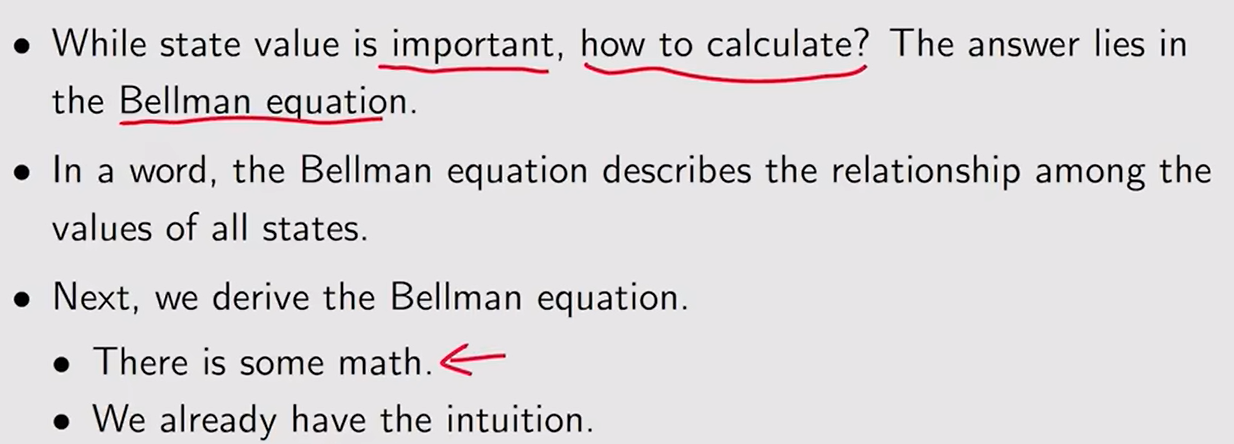 • While state value is important, how to calculate? The answer lies in
the Bellman equation.
• In a word, the Bellman equation describes the relationship among the
values of all states.
• Next, we derive the Bellman equation.
• There is some math.
• We already have the intuition.